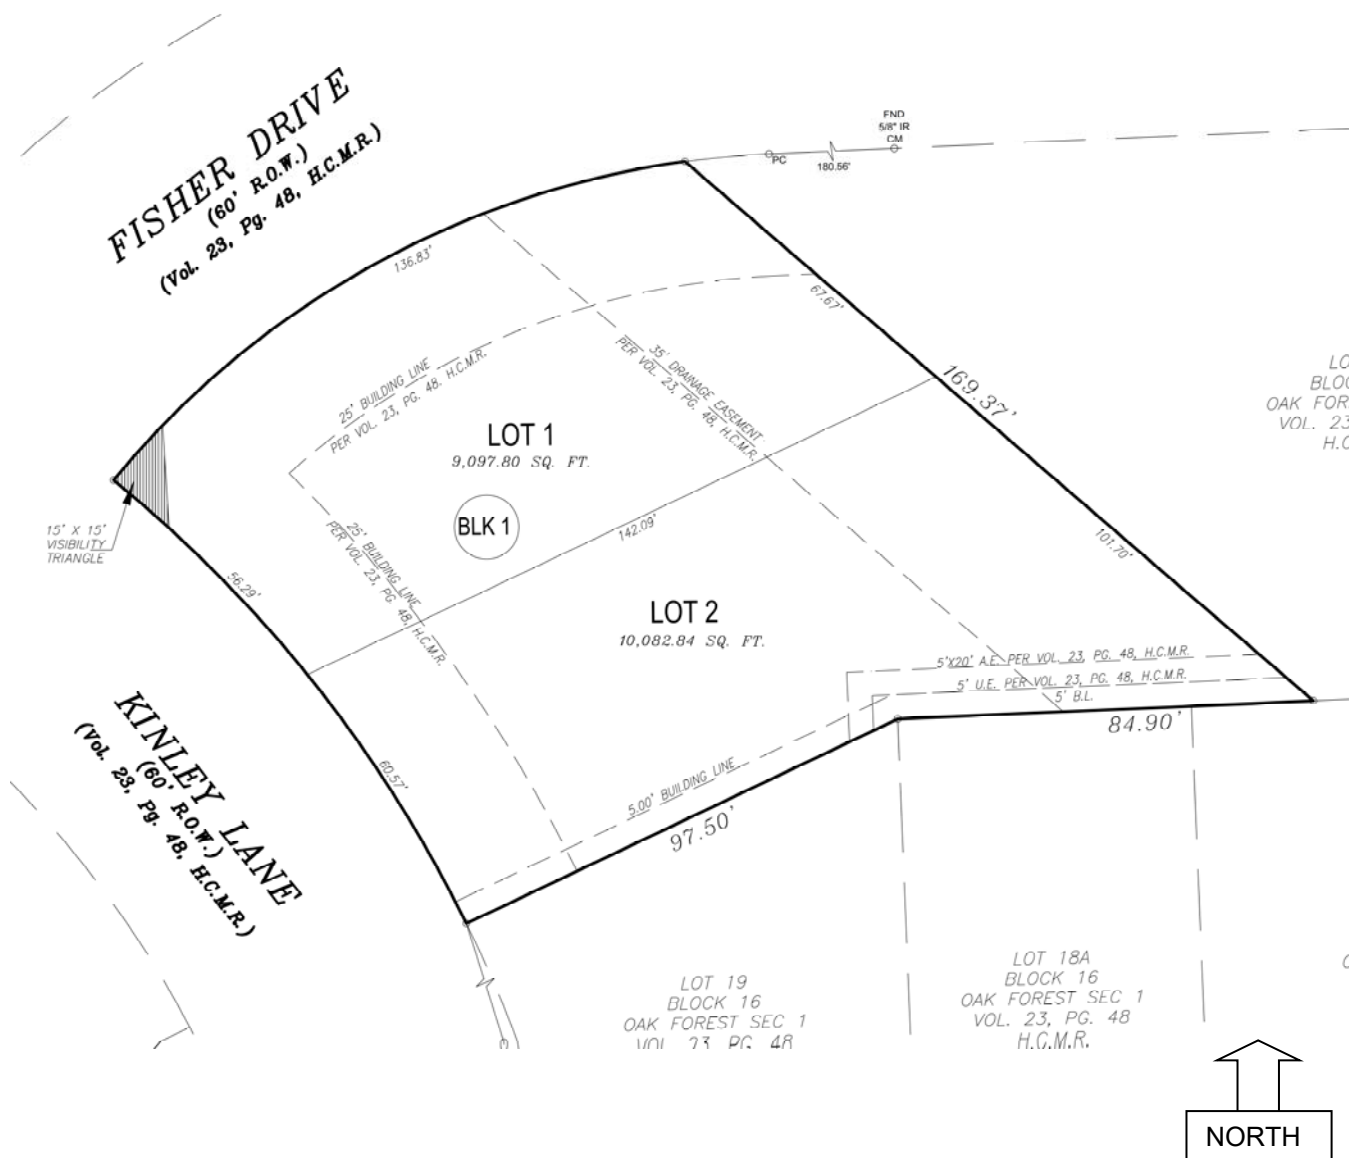 FISHER DRIVE
(60' R.O.W.)
(Vol. 23, Pg. 48, H.C.M.R.)
FND
5/8" IR
CM
PC
180.56'
136.83'
67.67'
169.37'
25' BUILDING LINE
PER VOL. 23, PG. 48. H.C.M.R.
35' DRAINAGE EASEMENT
PER VOL. 23, PG. 48, H.C.M.R.
LO
BLOC
OAK FORE
VOL. 23
H.C
LOT 1
9,097.80 SQ. FT.
BLK 1
15' X 15'
VISIBILITY
TRIANGLE
25' BUILDING LINE
PER VOL. 23, PG. 48, H.C.M.R.
142.09'
101.70'
56.29'
LOT 2
10,082.84 SQ. FT.
5'X20' A.E. PER VOL. 23, PG. 48, H.C.M.R.
5' U.E. PER VOL. 23, PG. 48, H.C.M.R.
5' B.L.
84.90'
KINLEY LANE
(60' R.O.W.)
(Vol. 23, Pg. 48, H.C.M.R.)
60.57'
5.00' BUILDING LINE
97.50'
LOT 19
BLOCK 16
OAK FOREST SEC 1
VOL. 23, PG. 48
LOT 18A
BLOCK 16
OAK FOREST SEC 1
VOL. 23, PG. 48
H.C.M.R.
NORTH